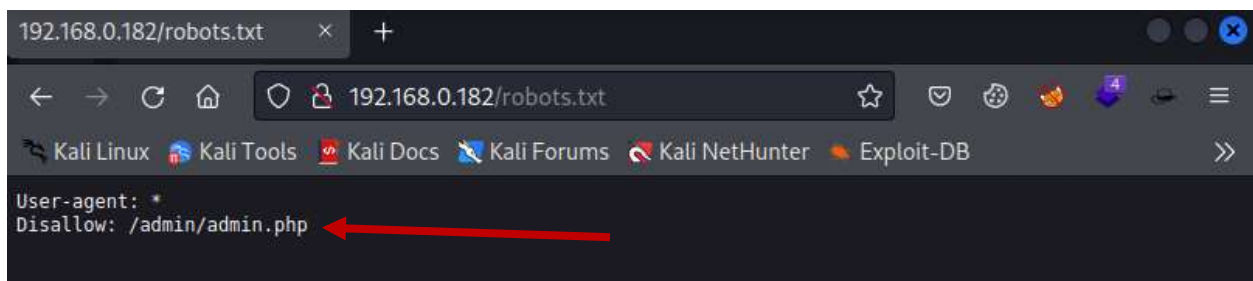 192.168.0.182/robots.txt
192.168.0.182/robots.txt
4
Kali Linux Kali Tools Kali Docs Kali Forums Kali NetHunter Exploit-DB
User-agent: *
Disallow: /admin/admin.php